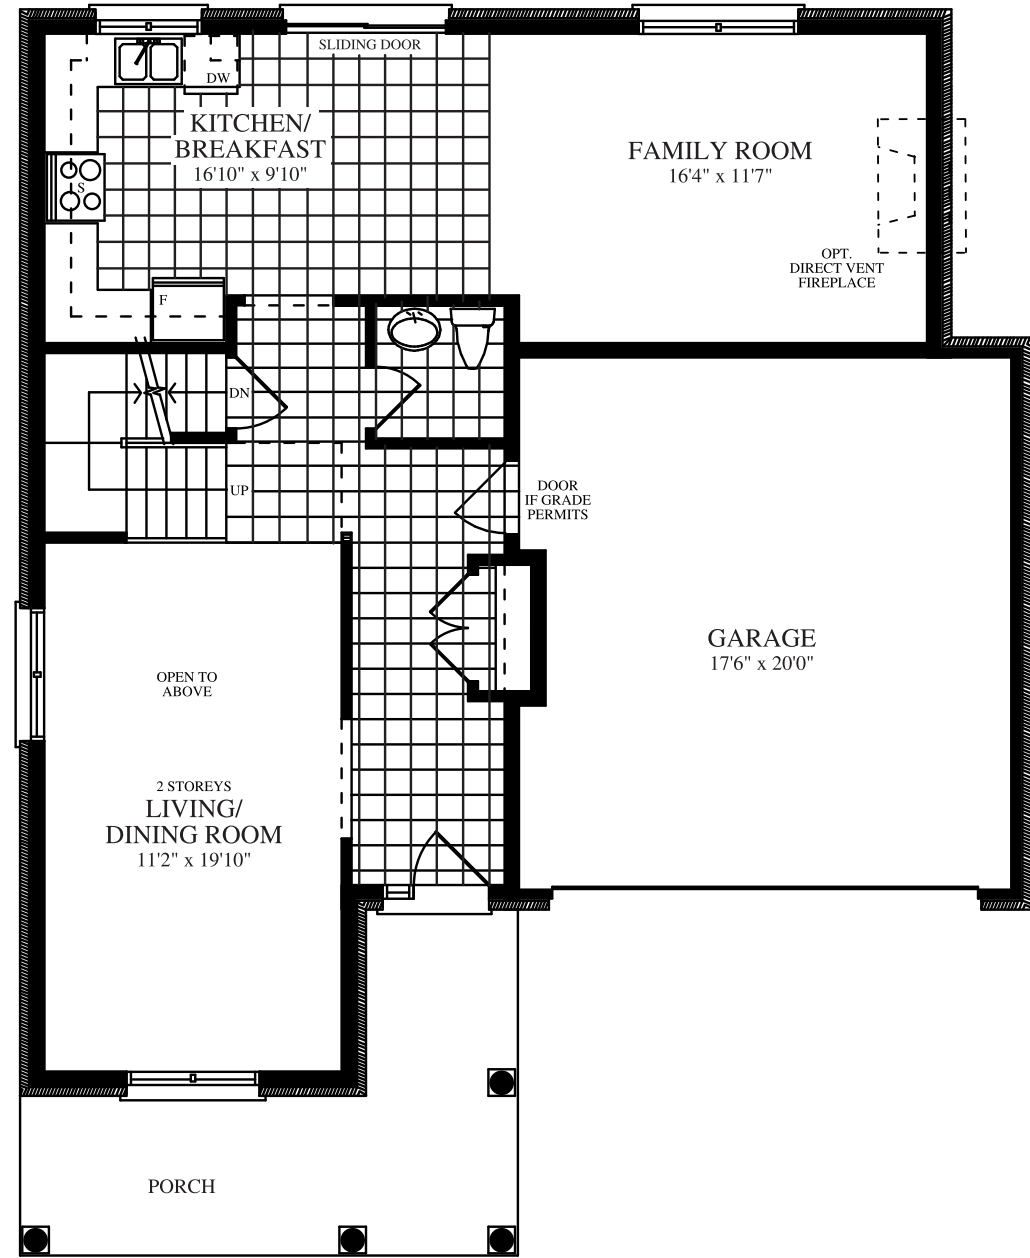 SLIDING DOOR
DW
KITCHEN/
BREAKFAST
16'10" x 9'10"
S
F
FAMILY ROOM
16'4" x 11'7"
OPT.
DIRECT VENT
FIREPLACE
DN
UP
DOOR
IF GRADE
PERMITS
GARAGE
17'6" x 20'0"
OPEN TO
ABOVE
2 STOREYS
LIVING/
DINING ROOM
11'2" x 19'10"
PORCH